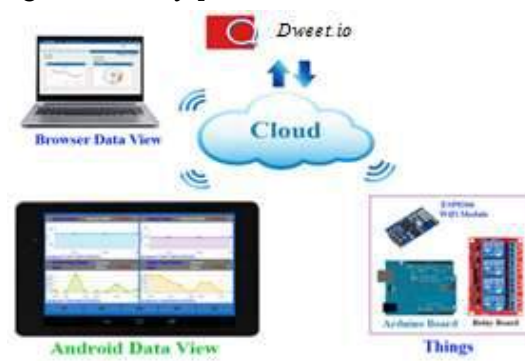 Dweet.io
Cloud
Browser Data View
ESP8266
WiFi Module
Arduino Board
Relay Board
Android Data View
Things